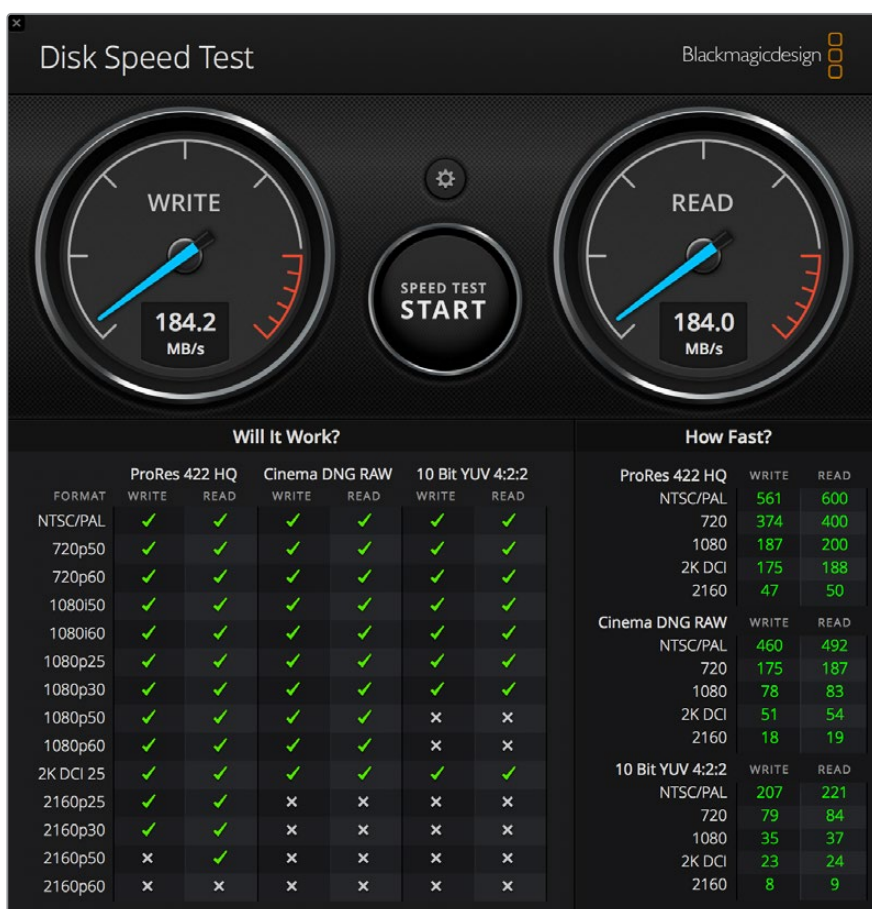 Disk Speed Test
Blackmagicdesign
WRITE
184.2
MB/s
SPEED TEST
START
READ
184.0
MB/s
Will It Work?
ProRes 422 HQ Cinema DNG RAW 10 Bit YUV 4:2:2
FORMAT WRITE READ WRITE READ WRITE READ
NTSC/PAL ✓ ✓ ✓ ✓ ✓ ✓
720p50 ✓ ✓ ✓ ✓ ✓ ✓
720p60 ✓ ✓ ✓ ✓ ✓ ✓
1080i50 ✓ ✓ ✓ ✓ ✓ ✓
1080i60 ✓ ✓ ✓ ✓ ✓ ✓
1080p25 ✓ ✓ ✓ ✓ ✓ ✓
1080p30 ✓ ✓ ✓ ✓ ✓ ✓
1080p50 ✓ ✓ ✓ ✓ × ×
1080p60 ✓ ✓ ✓ ✓ × ×
2K DCI 25 ✓ ✓ ✓ ✓ ✓ ✓
2160p25 ✓ ✓ × × × ×
2160p30 ✓ ✓ × × × ×
2160p50 × ✓ × × × ×
2160p60 × × × × × ×
How Fast?
ProRes 422 HQ WRITE READ
NTSC/PAL 561 600
720 374 400
1080 187 200
2K DCI 175 188
2160 47 50
Cinema DNG RAW WRITE READ
NTSC/PAL 460 492
720 175 187
1080 78 83
2K DCI 51 54
2160 18 19
10 Bit YUV 4:2:2 WRITE READ
NTSC/PAL 207 221
720 79 84
1080 35 37
2K DCI 23 24
2160 8 9